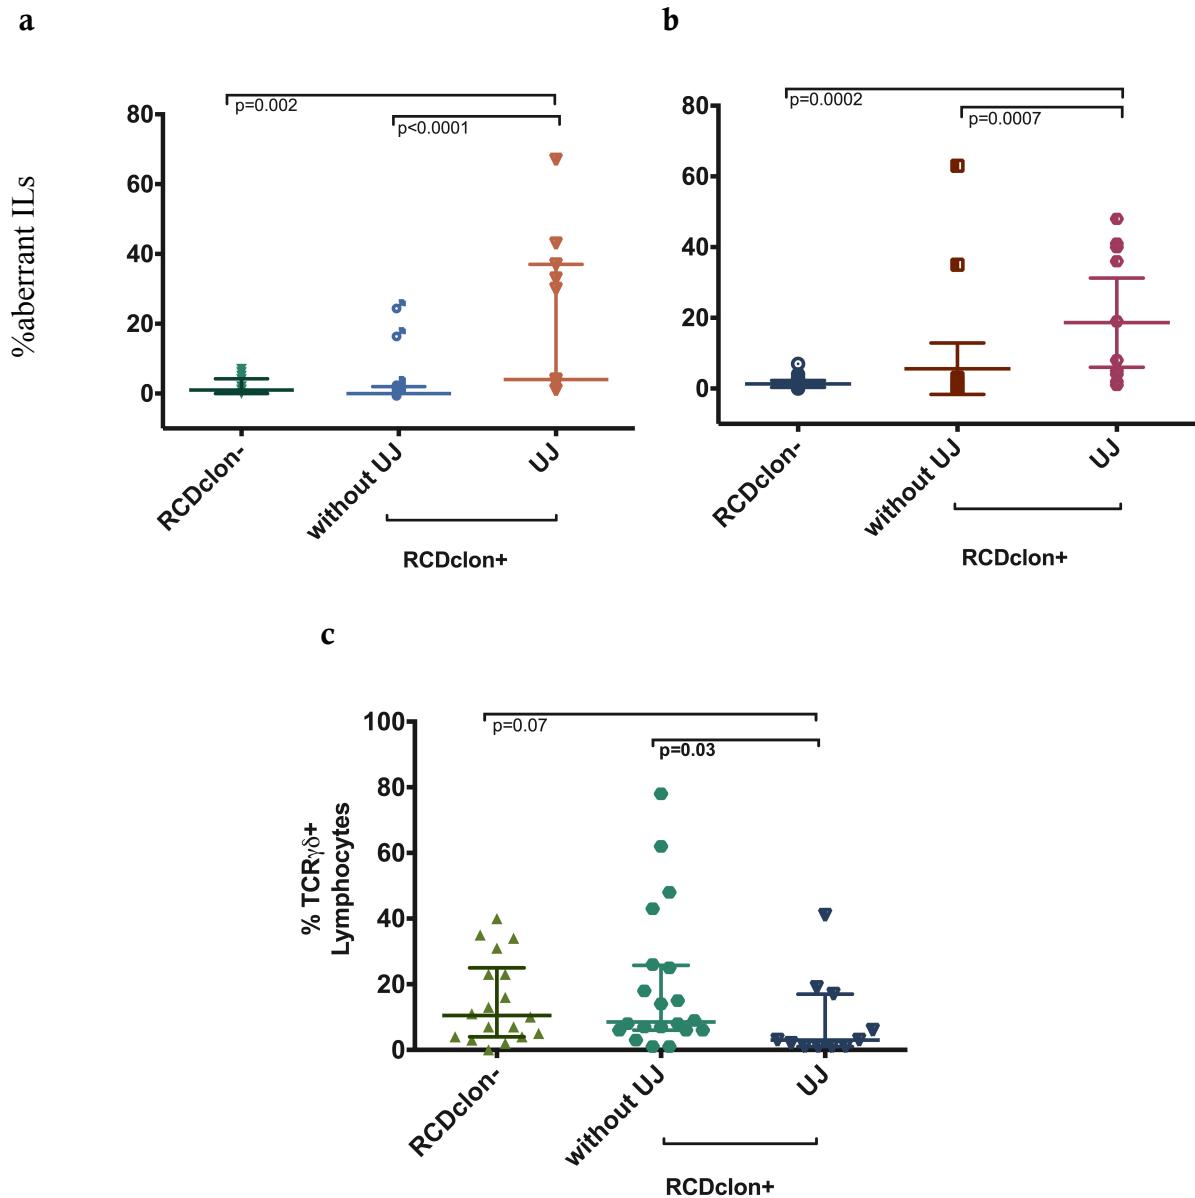 a
%aberrant ILs
80
60
40
20
0
p=0.002
p<0.0001
RCDclon-
without UJ
UJ
RCDclon+
b
80
60
40
20
0
p=0.0002
p=0.0007
RCDclon-
without UJ
UJ
RCDclon+
c
% TCRγδ+
Lymphocytes
100
80
60
40
20
0
p=0.07
p=0.03
RCDclon-
without UJ
UJ
RCDclon+